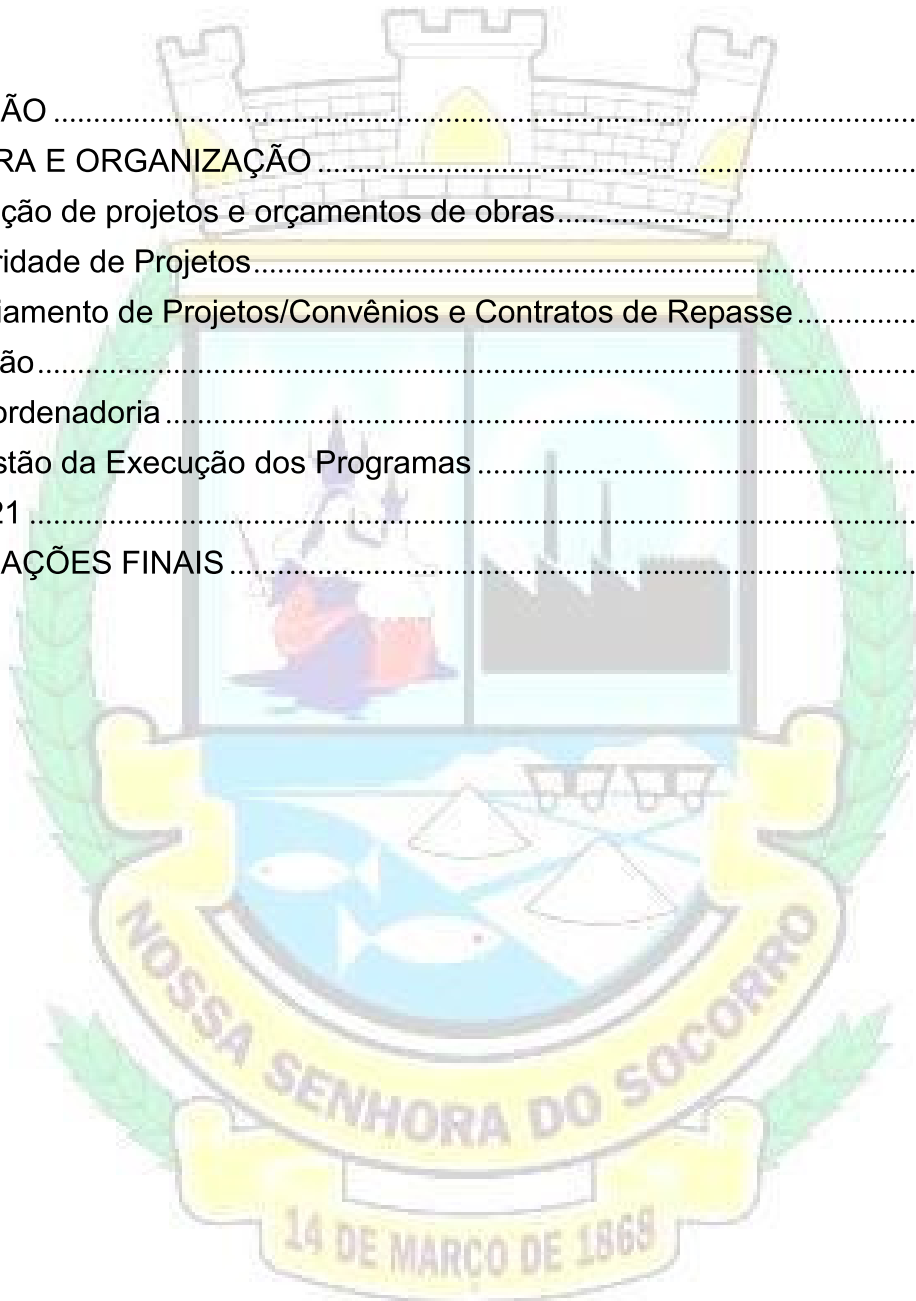 ÃO ........................................................................................................
RA E ORGANIZAÇÃO ........................................................................
ção de projetos e orçamentos de obras............................................
ridade de Projetos...............................................................................
iamento de Projetos/Convênios e Contratos de Repasse ...............
ão..........................................................................................................
ordenadoria ..........................................................................................
stão da Execução dos Programas .....................................................
21 ..........................................................................................................
AÇÕES FINAIS ..................................................................................
NOSSA SENHORA DO SOCORRO
14 DE MARÇO DE 1868